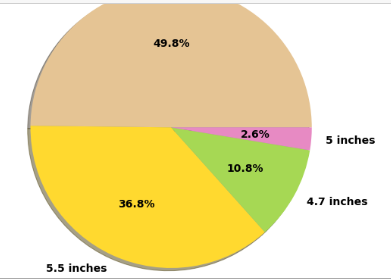 49.8%
2.6%
5 inches
10.8%
4.7 inches
36.8%
5.5 inches